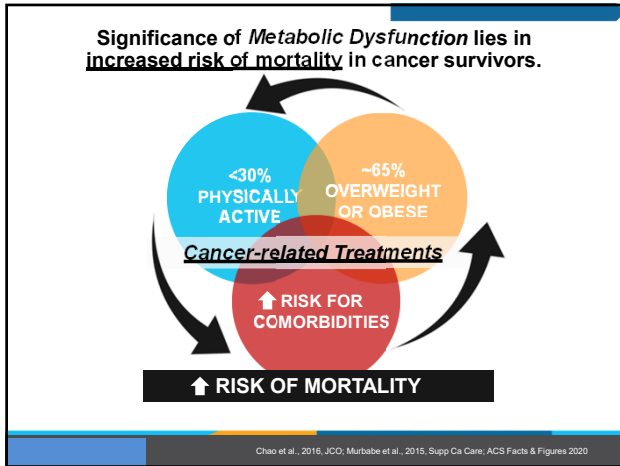 Significance of Metabolic Dysfunction lies in
increased risk of mortality in cancer survivors.
<30%
PHYSICALLY
ACTIVE
~65%
OVERWEIGHT
OR OBESE
Cancer-related Treatments
RISK FOR
COMORBIDITIES
RISK OF MORTALITY
Chao et al., 2016, JCO; Murbabe et al., 2015, Supp Ca Care; ACS Facts & Figures 2020